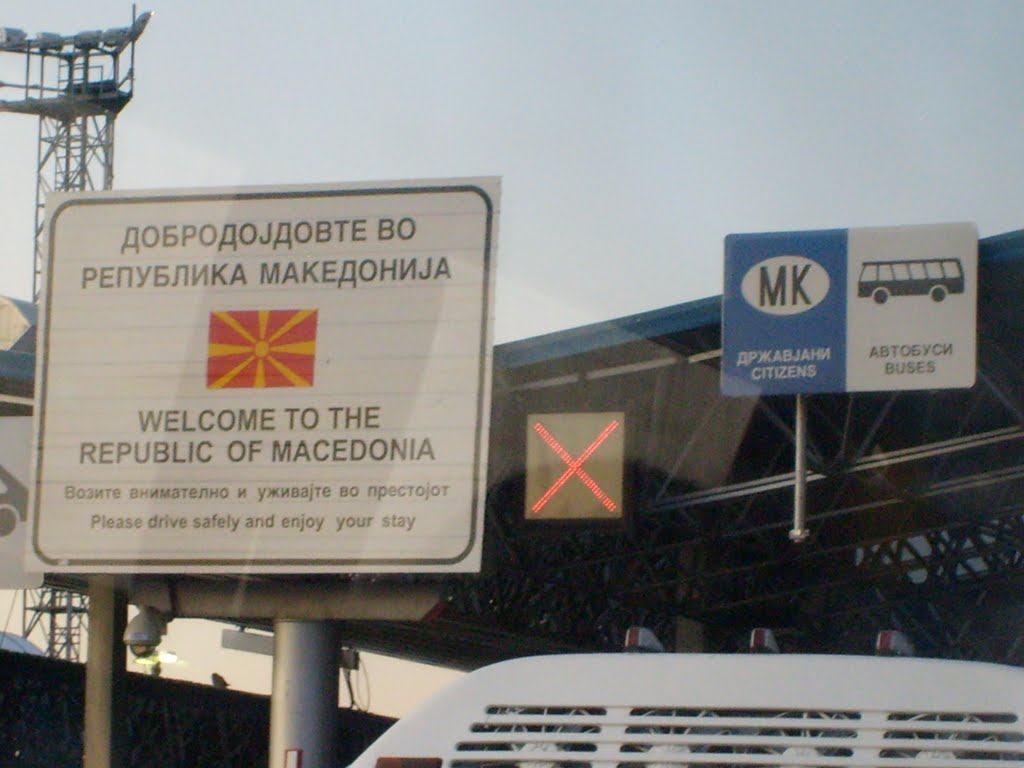 ДОБРОДОЈДОВТЕ ВО
РЕПУБЛИКА МАКЕДОНИЈА
WELCOME TO THE
REPUBLIC OF MACEDONIA
Возите внимателно и уживајте во престојот
Please drive safely and enjoy your stay
MK
ДРЖАВЈАНИ
CITIZENS
АВТОБУСИ
BUSES